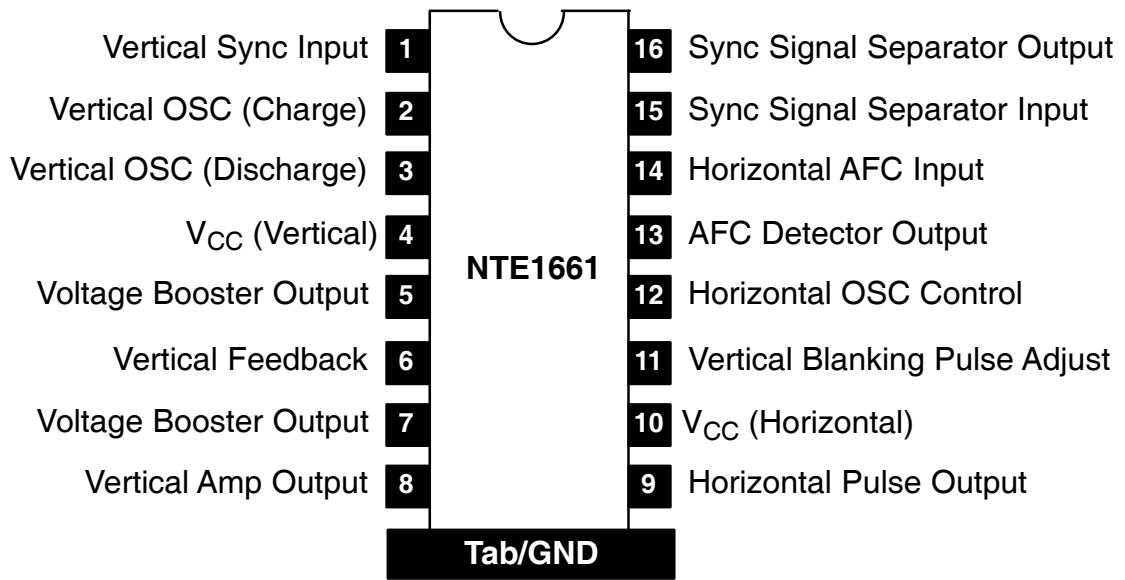 Vertical Sync Input 1
16 Sync Signal Separator Output
Vertical OSC (Charge) 2
15 Sync Signal Separator Input
Vertical OSC (Discharge) 3
14 Horizontal AFC Input
VCC (Vertical) 4
13 AFC Detector Output
NTE1661
Voltage Booster Output 5
12 Horizontal OSC Control
Vertical Feedback 6
11 Vertical Blanking Pulse Adjust
Voltage Booster Output 7
10 VCC (Horizontal)
Vertical Amp Output 8
9 Horizontal Pulse Output
Tab/GND